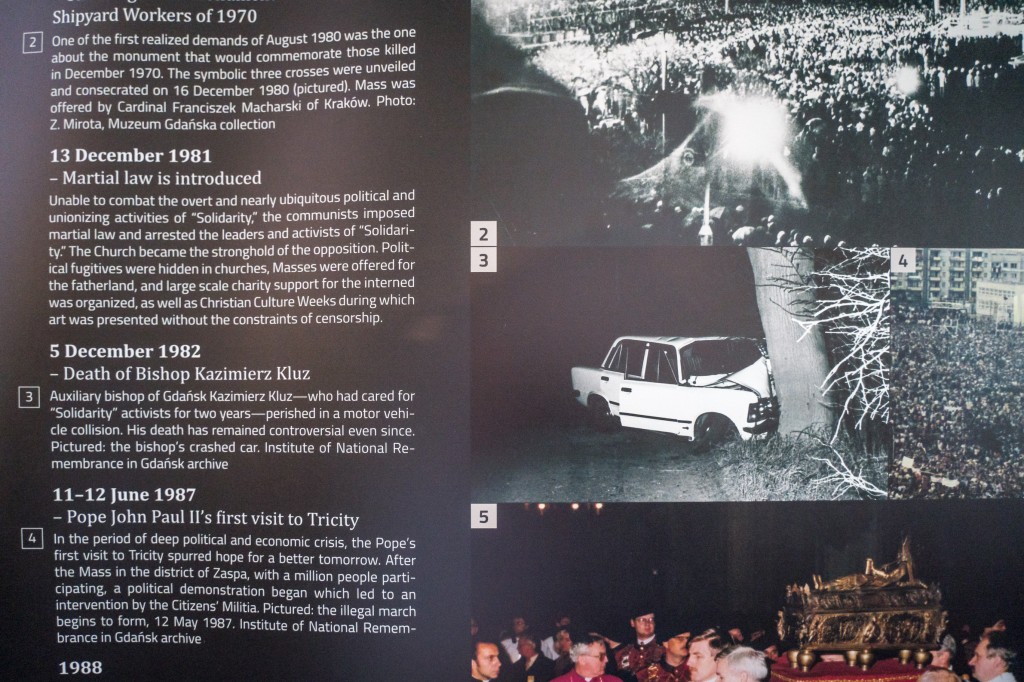 Shipyard Workers of 1970
2 One of the first realized demands of August 1980 was the one
about the monument that would commemorate those killed
in December 1970. The symbolic three crosses were unveiled
and consecrated on 16 December 1980 (pictured). Mass was
offered by Cardinal Franciszek Macharski of Kraków. Photo:
Z. Mirota, Muzeum Gdańska collection
13 December 1981
– Martial law is introduced
Unable to combat the overt and nearly ubiquitous political and
unionizing activities of “Solidarity,” the communists imposed
martial law and arrested the leaders and activists of “Solidari-
ty.” The Church became the stronghold of the opposition. Polit-
ical fugitives were hidden in churches, Masses were offered for
the fatherland, and large scale charity support for the interned
was organized, as well as Christian Culture Weeks during which
art was presented without the constraints of censorship.
5 December 1982
– Death of Bishop Kazimierz Kluz
3 Auxiliary bishop of Gdańsk Kazimierz Kluz—who had cared for
“Solidarity” activists for two years—perished in a motor vehi-
cle collision. His death has remained controversial even since.
Pictured: the bishop’s crashed car. Institute of National Re-
membrance in Gdańsk archive
11–12 June 1987
– Pope John Paul II’s first visit to Tricity
4 In the period of deep political and economic crisis, the Pope’s
first visit to Tricity spurred hope for a better tomorrow. After
the Mass in the district of Zaspa, with a million people parti-
cipating, a political demonstration began which led to an
intervention by the Citizens’ Militia. Pictured: the illegal march
begins to form, 12 May 1987. Institute of National Remem-
brance in Gdańsk archive
1988
2
3
4
5